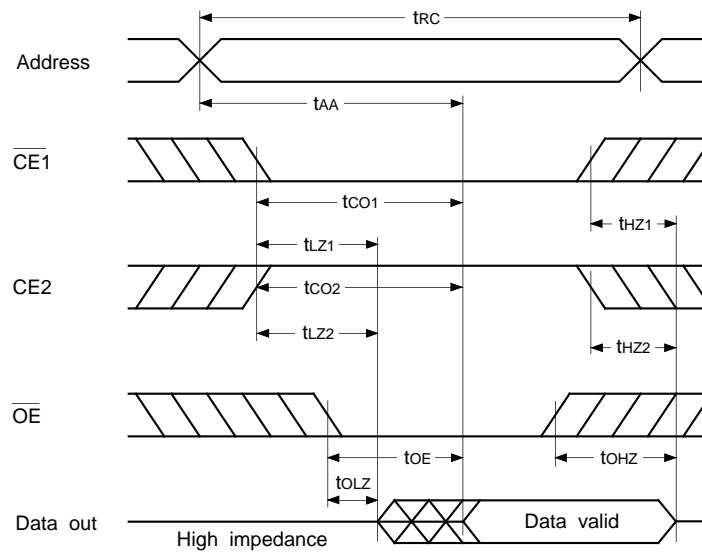 tRC
Address
tAA
CE1
tCO1
tHZ1
tLZ1
CE2
tCO2
tLZ2
tHZ2
OE
tOE
tOHZ
tOLZ
Data out
High impedance
Data valid